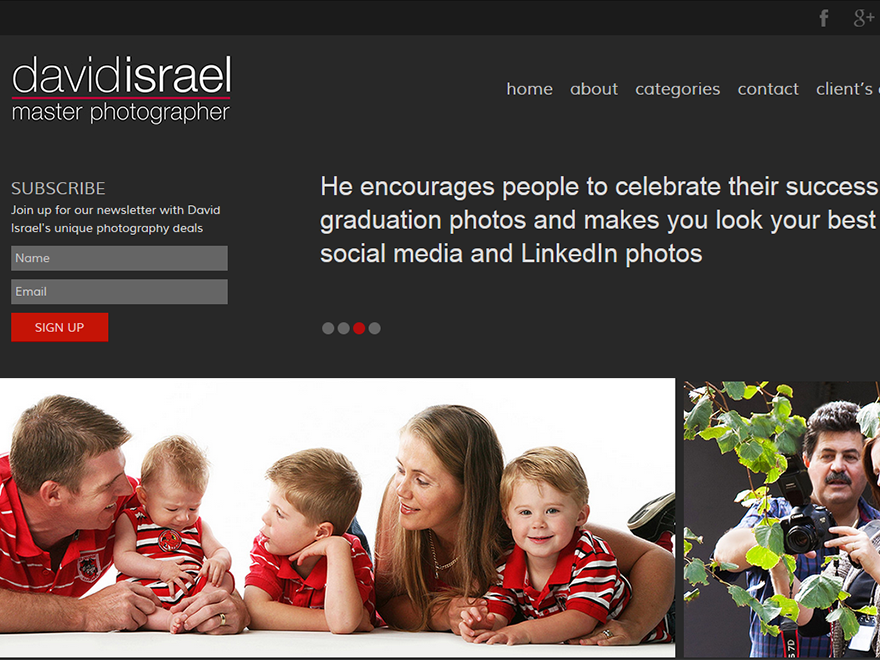 davidisrael
master photographer
home about categories contact client's
SUBSCRIBE
Join up for our newsletter with David
Israel's unique photography deals
Name
Email
SIGN UP
He encourages people to celebrate their success
graduation photos and makes you look your best
social media and LinkedIn photos
7D